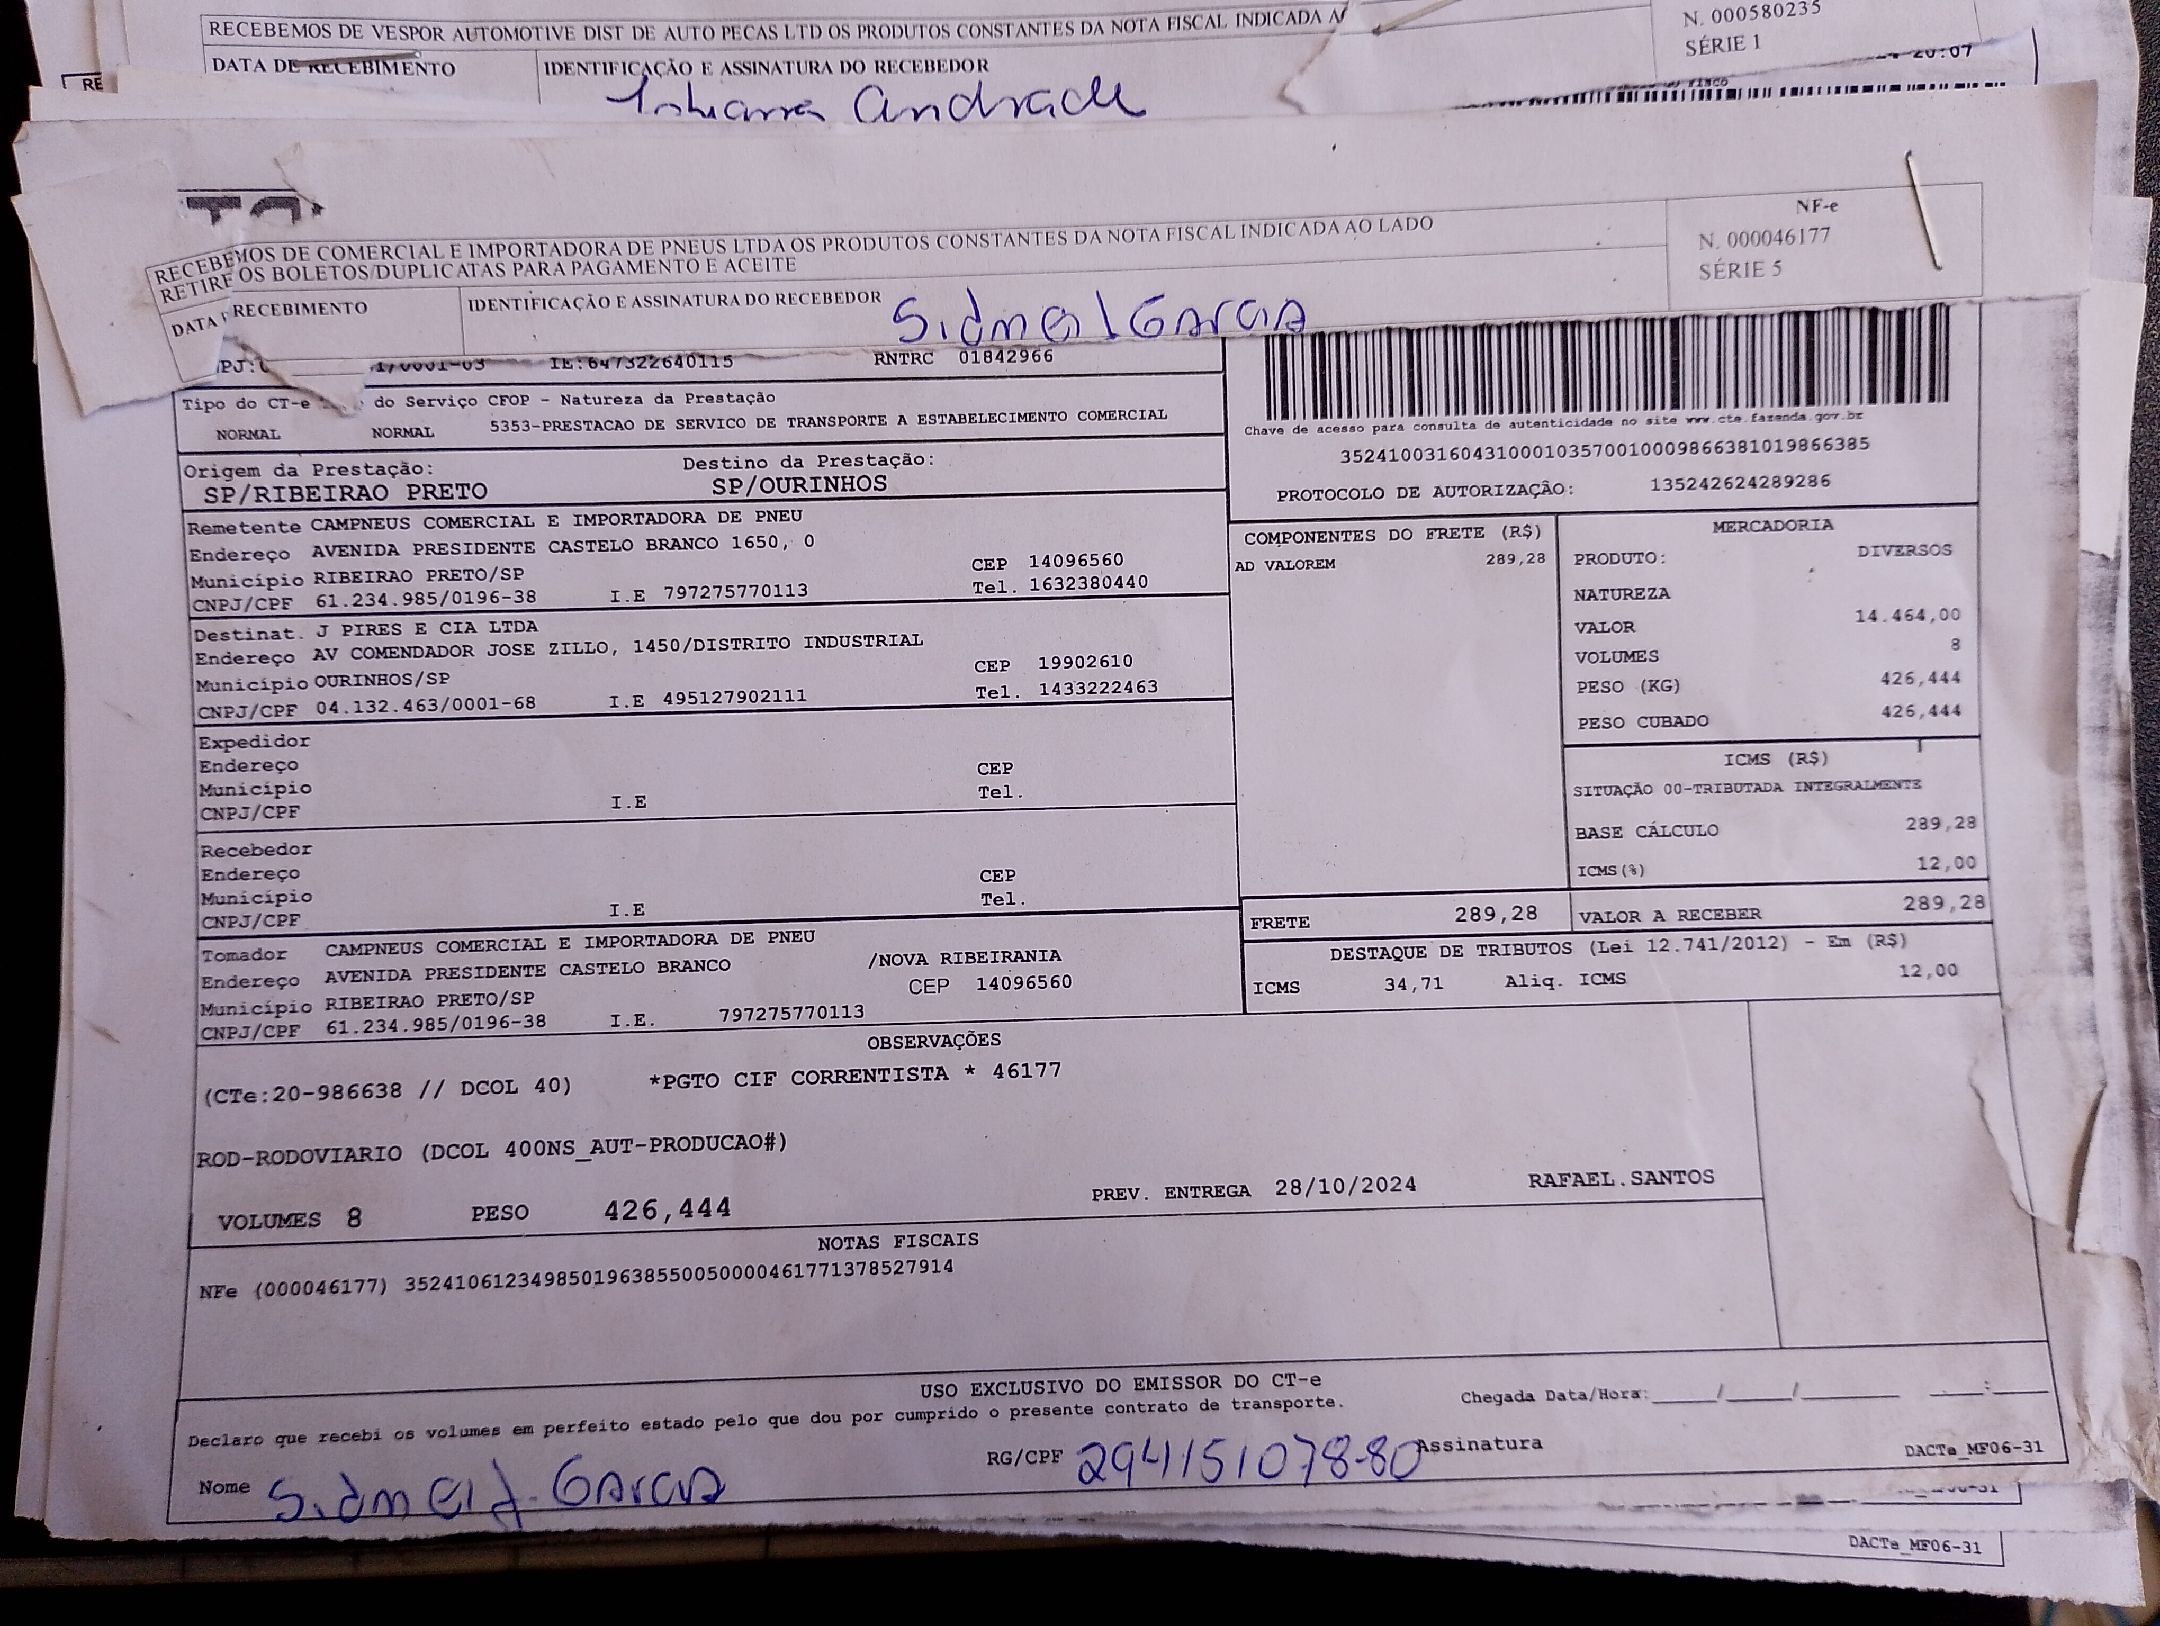 RECEBEMOS DE VESPOR AUTOMOTIVE DIST DE AUTO PECAS LTD OS PRODUTOS CONSTANTES DA NOTA FISCAL INDICADA A
N. 000580235
SÉRIE 1
DATA DE RECEBIMENTO
IDENTIFICAÇÃO E ASSINATURA DO RECEBEDOR
20:07
RE
Andrade
RECEBEMOS DE COMERCIAL E IMPORTADORA DE PNEUS LTDA OS PRODUTOS CONSTANTES DA NOTA FISCAL INDICADA AO LADO
RETIRE OS BOLETOS/DUPLICATAS PARA PAGAMENTO E ACEITE
NF-e
N. 000046177
SÉRIE 5
DATA RECEBIMENTO
IDENTIFICAÇÃO E ASSINATURA DO RECEBEDOR
Sidnei J Garcia
IE:647322640115 RNTRC 01842966
Tipo do CT-e do Serviço CFOP - Natureza da Prestação
NORMAL NORMAL 5353-PRESTACAO DE SERVICO DE TRANSPORTE A ESTABELECIMENTO COMERCIAL
Chave de acesso para consulta de autenticidade no site www.cte.fazenda.gov.br
35241003160431000103570010009866381019866385
PROTOCOLO DE AUTORIZAÇÃO: 135242624289286
Origem da Prestação: Destino da Prestação:
SP/RIBEIRAO PRETO SP/OURINHOS
Remetente CAMPNEUS COMERCIAL E IMPORTADORA DE PNEU
Endereço AVENIDA PRESIDENTE CASTELO BRANCO 1650, 0
Município RIBEIRAO PRETO/SP CEP 14096560
CNPJ/CPF 61.234.985/0196-38 I.E 797275770113 Tel. 1632380440
Destinat. J PIRES E CIA LTDA
Endereço AV COMENDADOR JOSE ZILLO, 1450/DISTRITO INDUSTRIAL
Município OURINHOS/SP CEP 19902610
CNPJ/CPF 04.132.463/0001-68 I.E 495127902111 Tel. 1433222463
Expedidor
Endereço
Município CEP
CNPJ/CPF I.E Tel.
Recebedor
Endereço
Município CEP
CNPJ/CPF I.E Tel.
Tomador CAMPNEUS COMERCIAL E IMPORTADORA DE PNEU
Endereço AVENIDA PRESIDENTE CASTELO BRANCO /NOVA RIBEIRANIA
Município RIBEIRAO PRETO/SP CEP 14096560
CNPJ/CPF 61.234.985/0196-38 I.E. 797275770113
COMPONENTES DO FRETE (R$)
AD VALOREM 289,28
MERCADORIA
PRODUTO: DIVERSOS
NATUREZA
VALOR 14.464,00
VOLUMES 8
PESO (KG) 426,444
PESO CUBADO 426,444
ICMS (R$)
SITUAÇÃO 00-TRIBUTADA INTEGRALMENTE
BASE CÁLCULO 289,28
ICMS(%) 12,00
FRETE 289,28 VALOR A RECEBER 289,28
DESTAQUE DE TRIBUTOS (Lei 12.741/2012) - Em (R$)
ICMS 34,71 Aliq. ICMS 12,00
OBSERVAÇÕES
(CTe:20-986638 // DCOL 40) *PGTO CIF CORRENTISTA * 46177
ROD-RODOVIARIO (DCOL 400NS_AUT-PRODUCAO#)
VOLUMES 8 PESO 426,444 PREV. ENTREGA 28/10/2024 RAFAEL.SANTOS
NOTAS FISCAIS
NFe (000046177) 35241061234985019638550050000461771378527914
USO EXCLUSIVO DO EMISSOR DO CT-e
Declaro que recebi os volumes em perfeito estado pelo que dou por cumprido o presente contrato de transporte.
Chegada Data/Hora:____/____/______ ___:___
Nome Sidnei J. Garcia RG/CPF 294151078-80 Assinatura DACTe_MF06-31
DACTe_MF06-31